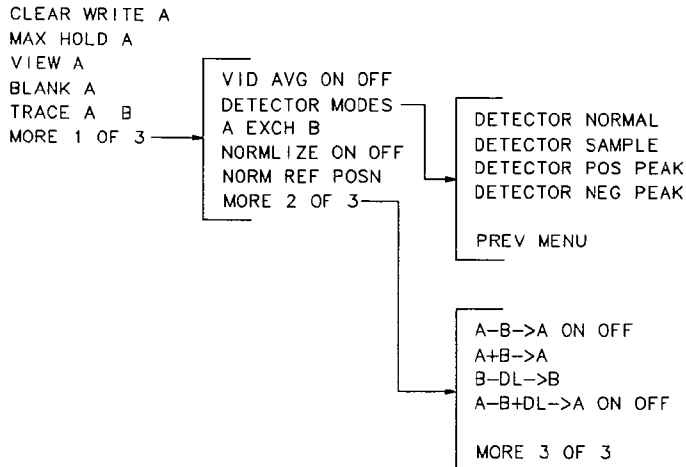 CLEAR WRITE A
MAX HOLD A
VIEW A
BLANK A
TRACE A B
MORE 1 OF 3
VID AVG ON OFF
DETECTOR MODES
A EXCH B
NORMLIZE ON OFF
NORM REF POSN
MORE 2 OF 3
DETECTOR NORMAL
DETECTOR SAMPLE
DETECTOR POS PEAK
DETECTOR NEG PEAK
PREV MENU
A-B->A ON OFF
A+B->A
B-DL->B
A-B+DL->A ON OFF
MORE 3 OF 3